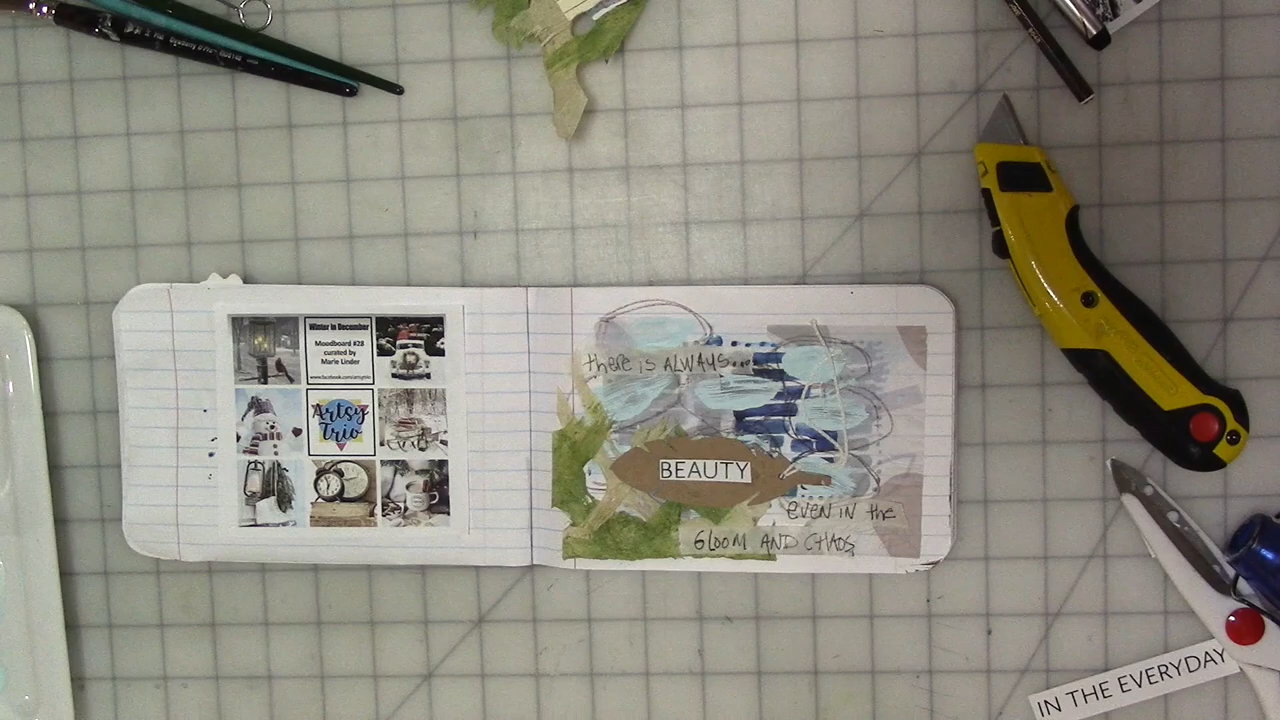 Winter in December
Moodboard #28
curated by
Marie Linder
Artsy
Trio
there is ALWAYS...
BEAUTY
EVEN IN the
GLOOM AND CHAOS
IN THE EVERYDAY